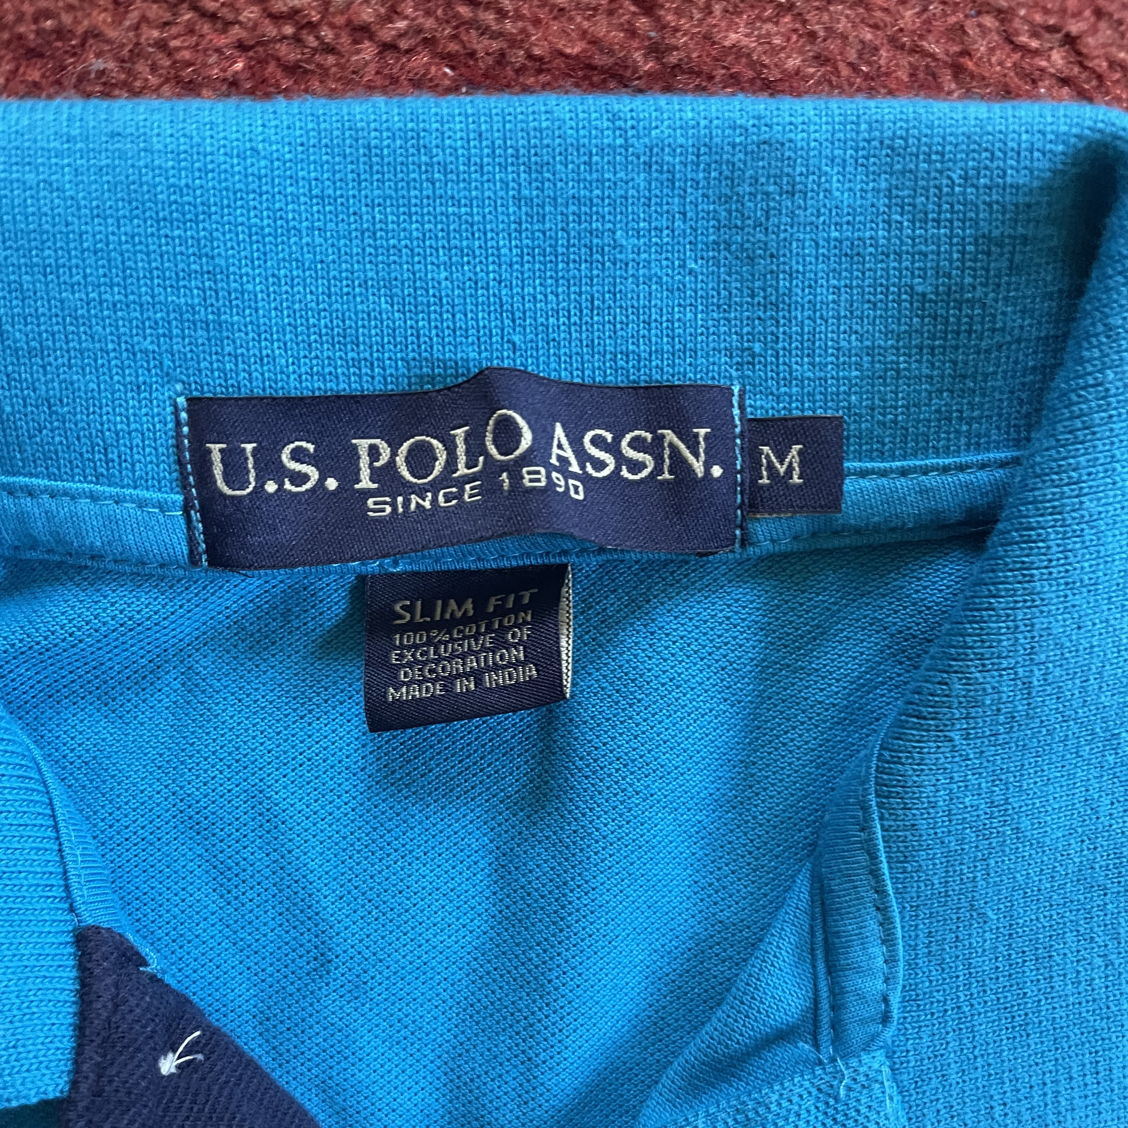 U.S. POLO ASSN.
SINCE 1890
M
SLIM FIT
100% COTTON
EXCLUSIVE OF
DECORATION
MADE IN INDIA